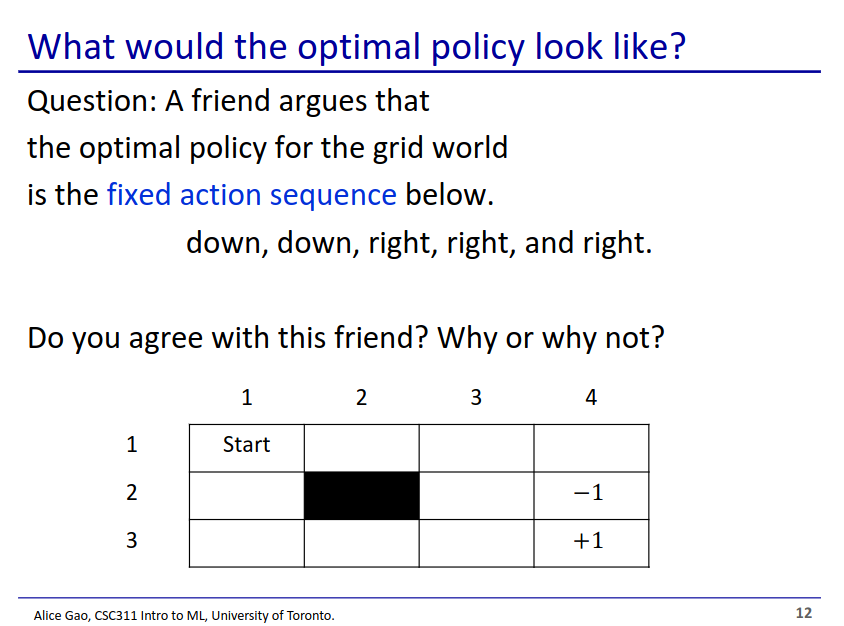 What would the optimal policy look like?
Question: A friend argues that
the optimal policy for the grid world
is the fixed action sequence below.
down, down, right, right, and right.
Do you agree with this friend? Why or why not?
1 2 3 4
1 Start
2 −1
3 +1
Alice Gao, CSC311 Intro to ML, University of Toronto. 12